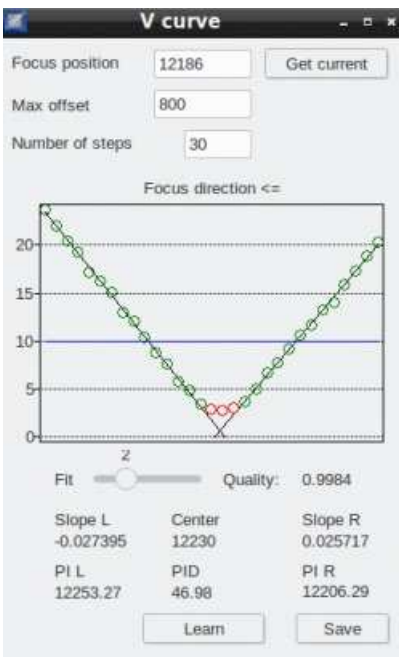 V curve
Focus position 12186 Get current
Max offset 800
Number of steps 30
Focus direction <=
20
15
10
5
0
2
Fit Quality: 0.9984
Slope L Center Slope R
-0.027395 12230 0.025717
PI L PID PI R
12253.27 46.98 12206.29
Learn Save